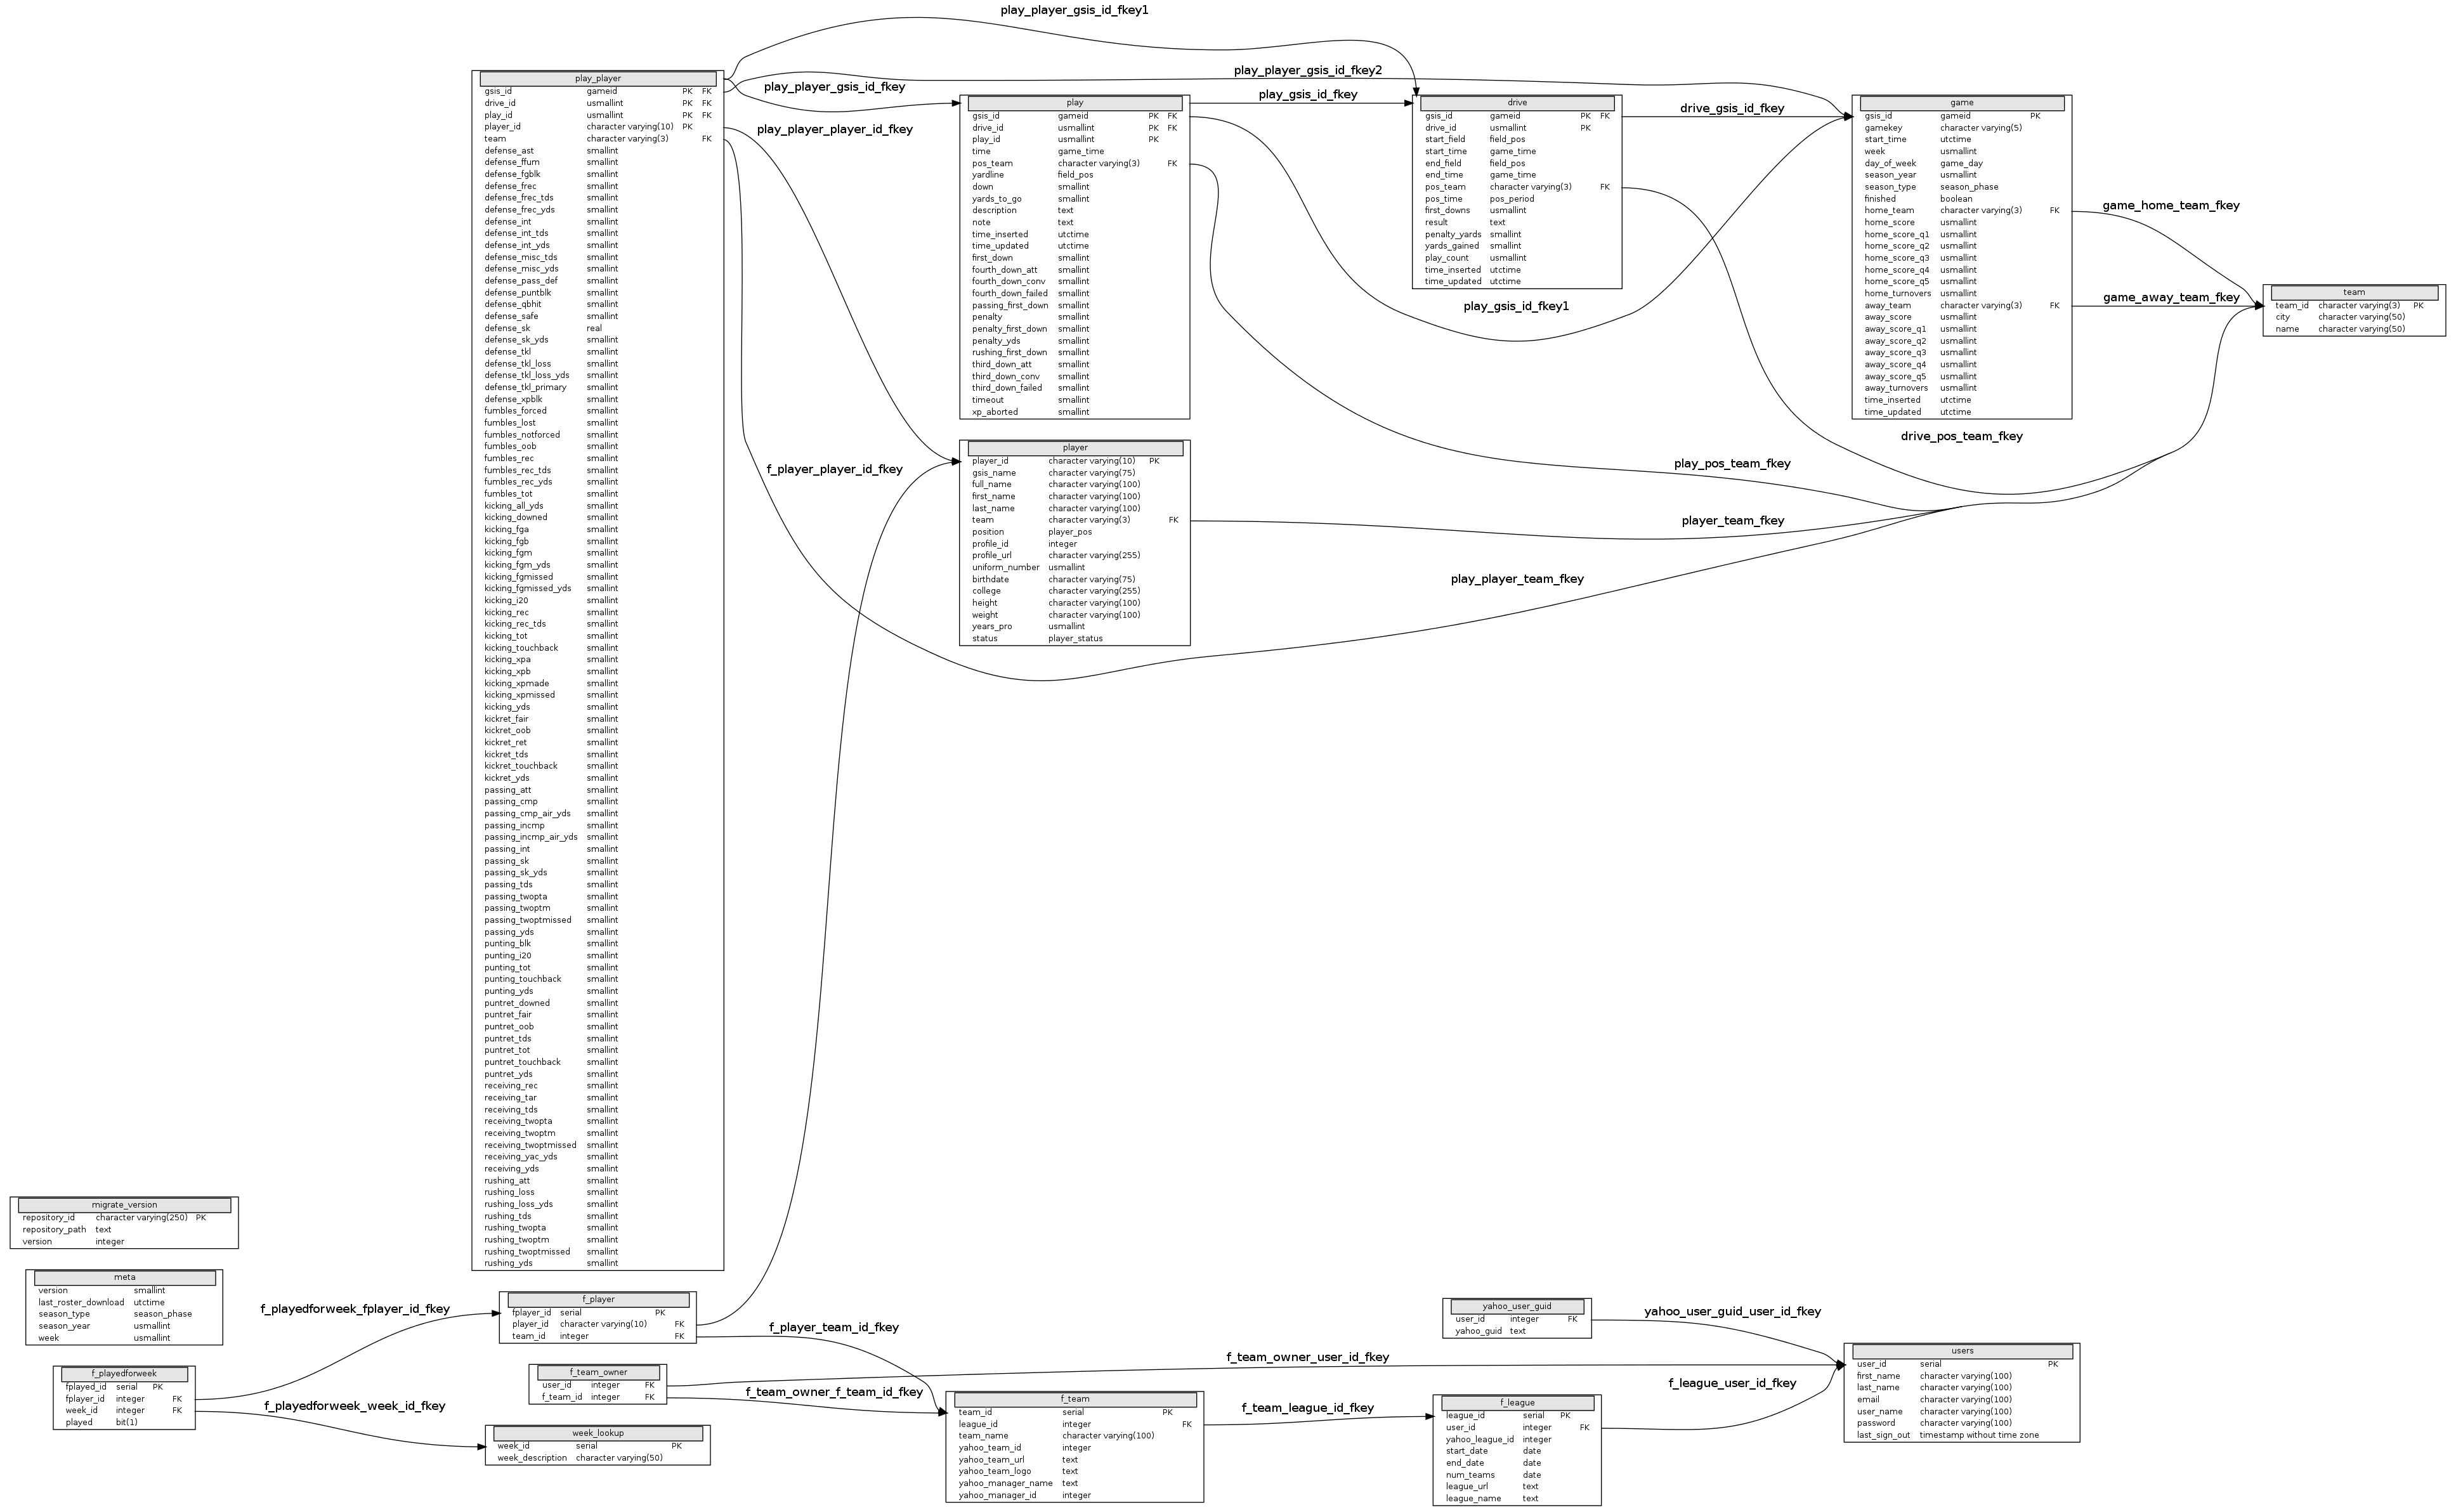 play_player_gsis_id_fkey1
play_player_gsis_id_fkey2
play_player_gsis_id_fkey
play_player_player_id_fkey
play_gsis_id_fkey
drive_gsis_id_fkey
play_gsis_id_fkey1
game_home_team_fkey
game_away_team_fkey
drive_pos_team_fkey
play_pos_team_fkey
player_team_fkey
play_player_team_fkey
f_player_player_id_fkey
play_player
gsis_id gameid PK FK
drive_id usmallint PK FK
play_id usmallint PK FK
player_id character varying(10) PK
team character varying(3) FK
defense_ast smallint
defense_ffum smallint
defense_fgblk smallint
defense_frec smallint
defense_frec_tds smallint
defense_frec_yds smallint
defense_int smallint
defense_int_tds smallint
defense_int_yds smallint
defense_misc_tds smallint
defense_misc_yds smallint
defense_pass_def smallint
defense_puntblk smallint
defense_qbhit smallint
defense_safe smallint
defense_sk real
defense_sk_yds smallint
defense_tkl smallint
defense_tkl_loss smallint
defense_tkl_loss_yds smallint
defense_tkl_primary smallint
defense_xpblk smallint
fumbles_forced smallint
fumbles_lost smallint
fumbles_notforced smallint
fumbles_oob smallint
fumbles_rec smallint
fumbles_rec_tds smallint
fumbles_rec_yds smallint
fumbles_tot smallint
kicking_all_yds smallint
kicking_downed smallint
kicking_fga smallint
kicking_fgb smallint
kicking_fgm smallint
kicking_fgm_yds smallint
kicking_fgmissed smallint
kicking_fgmissed_yds smallint
kicking_i20 smallint
kicking_rec smallint
kicking_rec_tds smallint
kicking_tot smallint
kicking_touchback smallint
kicking_xpa smallint
kicking_xpb smallint
kicking_xpmade smallint
kicking_xpmissed smallint
kicking_yds smallint
kickret_fair smallint
kickret_oob smallint
kickret_ret smallint
kickret_tds smallint
kickret_touchback smallint
kickret_yds smallint
passing_att smallint
passing_cmp smallint
passing_cmp_air_yds smallint
passing_incmp smallint
passing_incmp_air_yds smallint
passing_int smallint
passing_sk smallint
passing_sk_yds smallint
passing_tds smallint
passing_twopta smallint
passing_twoptm smallint
passing_twoptmissed smallint
passing_yds smallint
punting_blk smallint
punting_i20 smallint
punting_tot smallint
punting_touchback smallint
punting_yds smallint
puntret_downed smallint
puntret_fair smallint
puntret_oob smallint
puntret_tds smallint
puntret_tot smallint
puntret_touchback smallint
puntret_yds smallint
receiving_rec smallint
receiving_tar smallint
receiving_tds smallint
receiving_twopta smallint
receiving_twoptm smallint
receiving_twoptmissed smallint
receiving_yac_yds smallint
receiving_yds smallint
rushing_att smallint
rushing_loss smallint
rushing_loss_yds smallint
rushing_tds smallint
rushing_twopta smallint
rushing_twoptm smallint
rushing_twoptmissed smallint
rushing_yds smallint
play
gsis_id gameid PK FK
drive_id usmallint PK FK
play_id usmallint PK
time game_time
pos_team character varying(3) FK
yardline field_pos
down smallint
yards_to_go smallint
description text
note text
time_inserted utctime
time_updated utctime
first_down smallint
fourth_down_att smallint
fourth_down_conv smallint
fourth_down_failed smallint
passing_first_down smallint
penalty smallint
penalty_first_down smallint
penalty_yds smallint
rushing_first_down smallint
third_down_att smallint
third_down_conv smallint
third_down_failed smallint
timeout smallint
xp_aborted smallint
drive
gsis_id gameid PK FK
drive_id usmallint PK
start_field field_pos
start_time game_time
end_field field_pos
end_time game_time
pos_team character varying(3) FK
pos_time pos_period
first_downs usmallint
result text
penalty_yards smallint
yards_gained smallint
play_count usmallint
time_inserted utctime
time_updated utctime
game
gsis_id gameid PK
gamekey character varying(5)
start_time utctime
week usmallint
day_of_week game_day
season_year usmallint
season_type season_phase
finished boolean
home_team character varying(3) FK
home_score usmallint
home_score_q1 usmallint
home_score_q2 usmallint
home_score_q3 usmallint
home_score_q4 usmallint
home_score_q5 usmallint
home_turnovers usmallint
away_team character varying(3) FK
away_score usmallint
away_score_q1 usmallint
away_score_q2 usmallint
away_score_q3 usmallint
away_score_q4 usmallint
away_score_q5 usmallint
away_turnovers usmallint
time_inserted utctime
time_updated utctime
team
team_id character varying(3) PK
city character varying(50)
name character varying(50)
player
player_id character varying(10) PK
gsis_name character varying(75)
full_name character varying(100)
first_name character varying(100)
last_name character varying(100)
team character varying(3) FK
position player_pos
profile_id integer
profile_url character varying(255)
uniform_number usmallint
birthdate character varying(75)
college character varying(255)
height character varying(100)
weight character varying(100)
years_pro usmallint
status player_status
migrate_version
repository_id character varying(250) PK
repository_path text
version integer
meta
version smallint
last_roster_download utctime
season_type season_phase
season_year usmallint
week usmallint
f_playedforweek
fplayed_id serial PK
fplayer_id integer FK
week_id integer FK
played bit(1)
f_playedforweek_fplayer_id_fkey
f_playedforweek_week_id_fkey
f_player
fplayer_id serial PK
player_id character varying(10) FK
team_id integer FK
f_team_owner
user_id integer FK
f_team_id integer FK
week_lookup
week_id serial PK
week_description character varying(50)
f_player_team_id_fkey
f_team_owner_user_id_fkey
f_team_owner_f_team_id_fkey
f_team
team_id serial PK
league_id integer FK
team_name character varying(100)
yahoo_team_id integer
yahoo_team_url text
yahoo_team_logo text
yahoo_manager_name text
yahoo_manager_id integer
f_team_league_id_fkey
yahoo_user_guid
user_id integer FK
yahoo_guid text
yahoo_user_guid_user_id_fkey
f_league_user_id_fkey
f_league
league_id serial PK
user_id integer FK
yahoo_league_id integer
start_date date
end_date date
num_teams date
league_url text
league_name text
users
user_id serial PK
first_name character varying(100)
last_name character varying(100)
email character varying(100)
user_name character varying(100)
password character varying(100)
last_sign_out timestamp without time zone